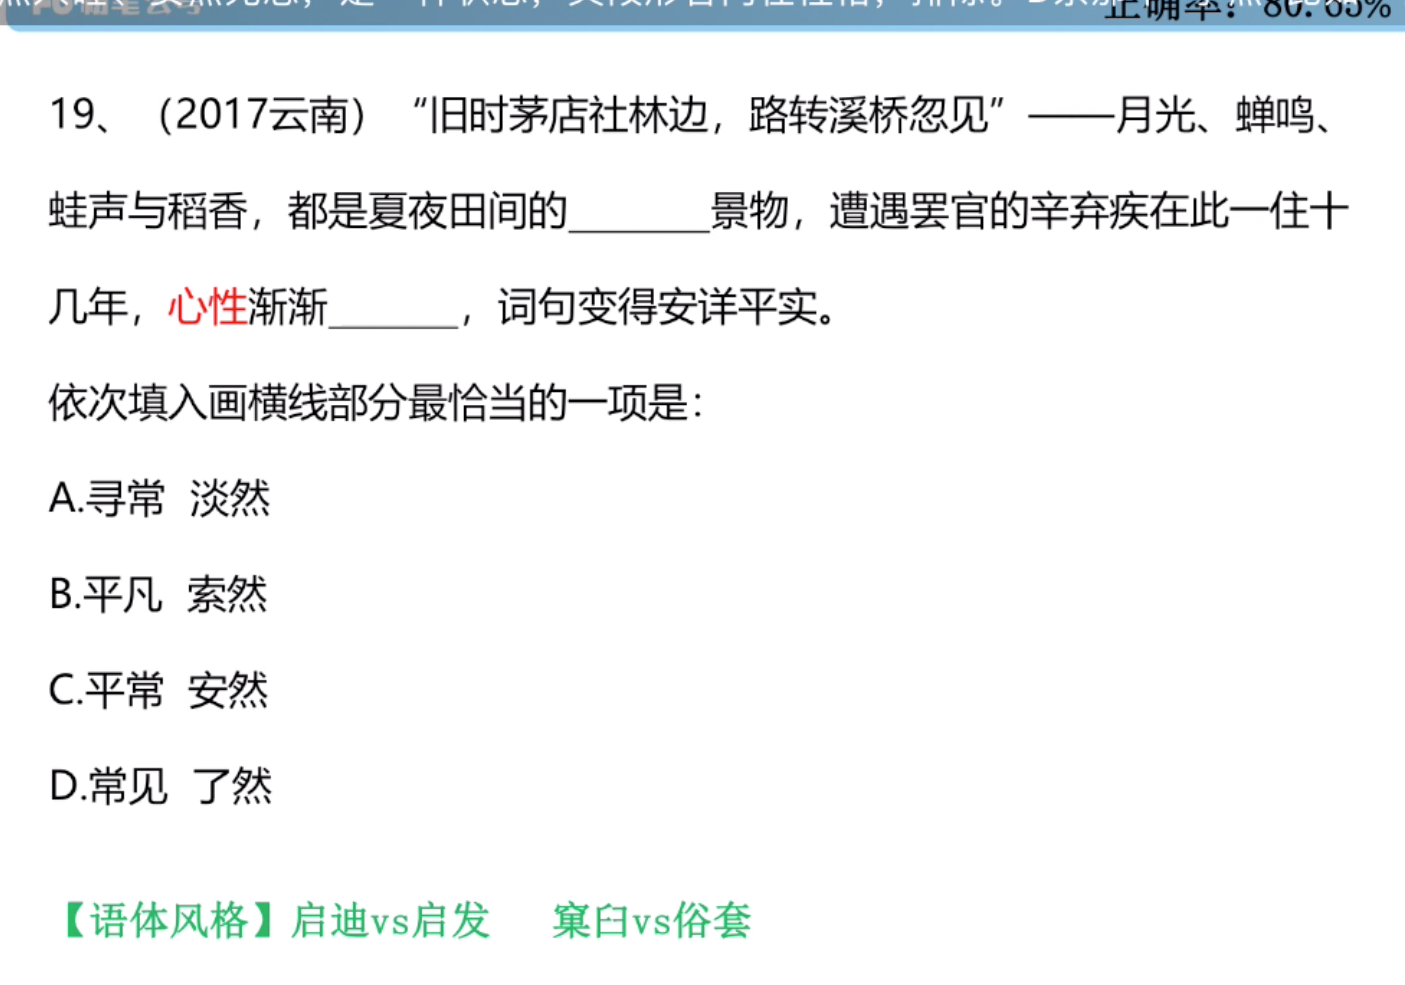 正确率：80.65%
19、（2017云南）“旧时茅店社林边，路转溪桥忽见”——月光、蝉鸣、
蛙声与稻香，都是夏夜田间的_______景物，遭遇罢官的辛弃疾在此一住十
几年，心性渐渐______，词句变得安详平实。
依次填入画横线部分最恰当的一项是：
A.寻常 淡然
B.平凡 索然
C.平常 安然
D.常见 了然
【语体风格】启迪vs启发 窠臼vs俗套